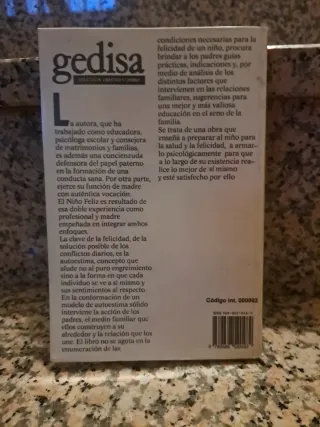 gedisa
La autora, que ha
trabajado como educadora,
psicóloga escolar y consejera
de matrimonios y familias,
es además una concienzuda
defensora del papel paterno
en la formación de una
conducta sana. Por otra parte,
ejerce su función de madre
con auténtica vocación.
El Niño Feliz es resultado de
esa doble experiencia como
profesional y madre
empeñada en integrar ambos
enfoques.
La clave de la felicidad, de la
solución posible de los
conflictos diarios, es la
autoestima, concepto que
alude no al puro engreimiento
sino a la forma en que cada
individuo se ve a sí mismo y
sus sentimientos al respecto.
En la conformación de un
modelo de autoestima sólido
interviene la acción de los
padres, el medio familiar que
ellos construyen a su
alrededor y la relación que los
une. El libro no se agota en la
enumeración de las
condiciones necesarias para la
felicidad de un niño, procura
brindar a los padres guías
prácticas, indicaciones y, por
medio de análisis de los
distintos factores que
intervienen en las relaciones
familiares, sugerencias para
una mejor y más valiosa
educación en el seno de la
familia.
Se trata de una obra que
enseña a preparar al niño para
la salud y la felicidad, a armar-
lo psicológicamente para que
a lo largo de su existencia rea-
lice lo mejor de sí mismo
y esté satisfecho por ello
Código Int. 000002